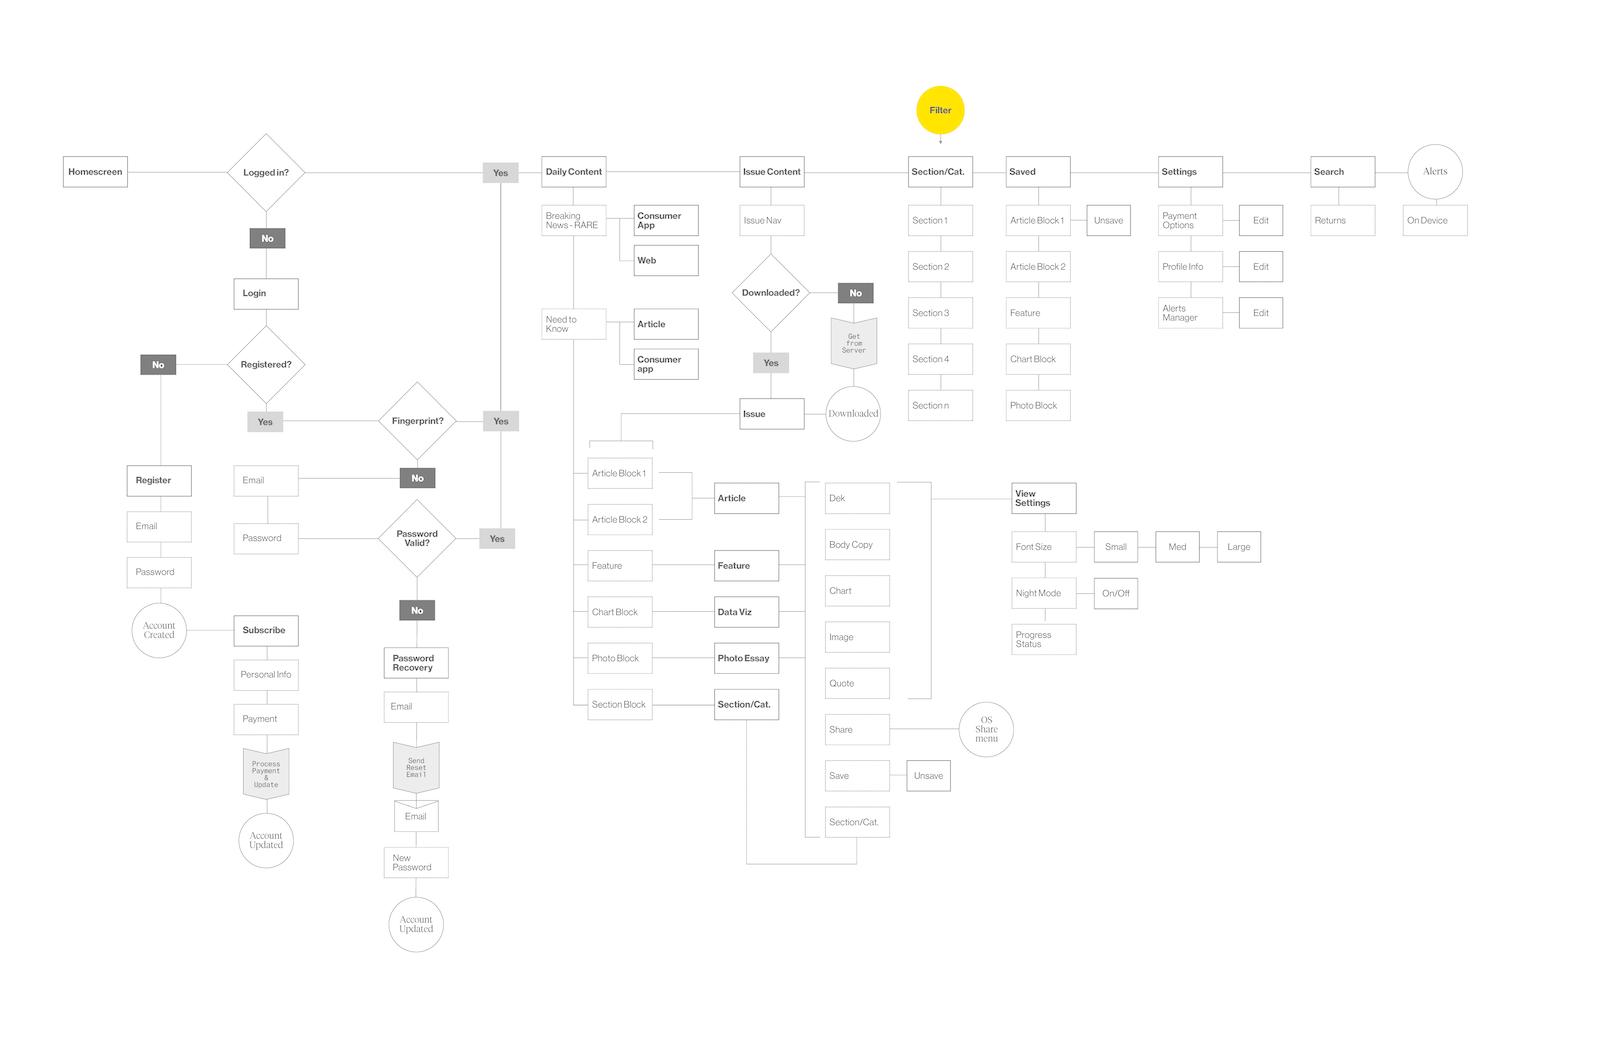 Filter
Homescreen
Logged in?
Yes
Daily Content
Issue Content
Section/Cat.
Saved
Settings
Search
Alerts
Breaking
News - RARE
Consumer
App
Web
Issue Nav
Section 1
Article Block 1
Unsave
Payment
Options
Edit
Returns
On Device
No
Section 2
Article Block 2
Profile Info
Edit
Login
Downloaded?
No
Section 3
Feature
Alerts
Manager
Edit
Need to
Know
Article
Consumer
app
Get
from
Server
Section 4
Chart Block
Yes
No
Registered?
Section n
Photo Block
Issue
Downloaded
Yes
Fingerprint?
Yes
No
Register
Email
Email
Password
Password
Password
Valid?
Yes
No
Account
Created
Subscribe
Personal Info
Payment
Process
Payment
&
Update
Account
Updated
Password
Recovery
Email
Send
Reset
Email
Email
New
Password
Account
Updated
Article Block 1
Article Block 2
Article
Feature
Feature
Chart Block
Data Viz
Photo Block
Photo Essay
Section Block
Section/Cat.
Dek
Body Copy
Chart
Image
Quote
Share
OS
Share
menu
Save
Unsave
Section/Cat.
View
Settings
Font Size
Small
Med
Large
Night Mode
On/Off
Progress
Status